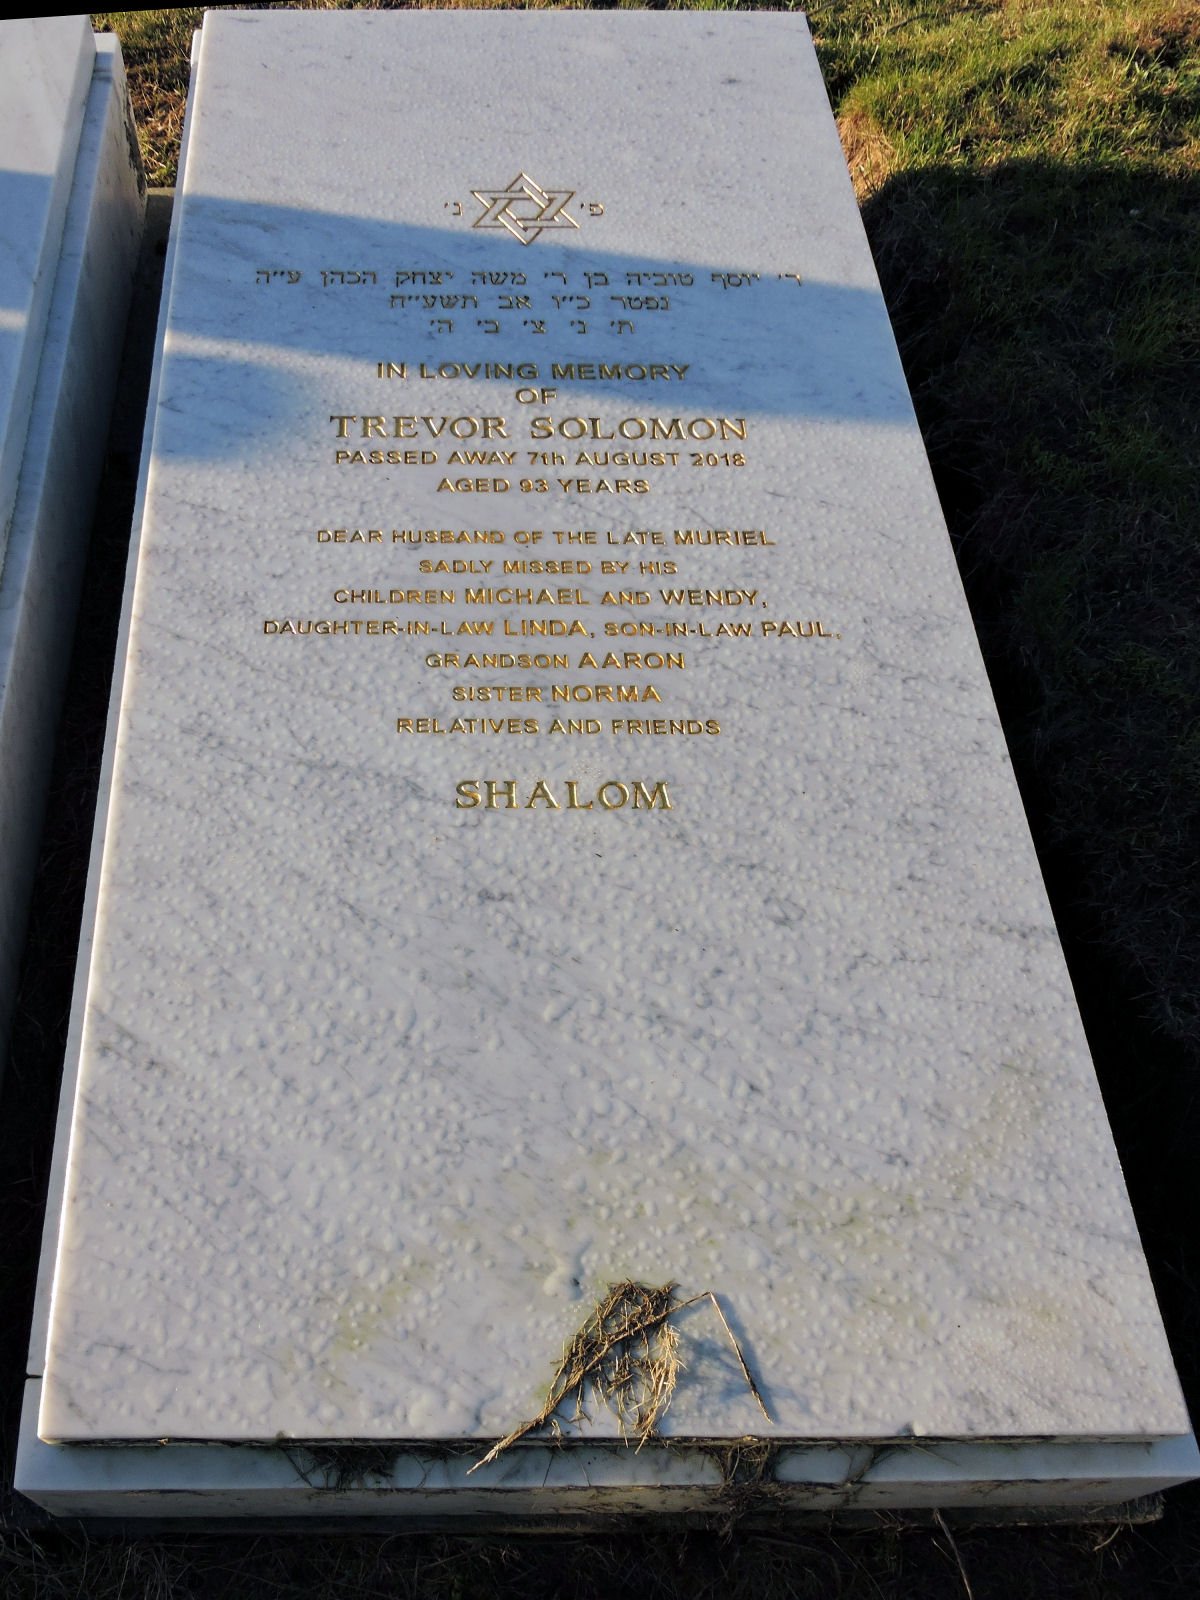 פ׳ נ׳
ר׳ יוסף טוביה בן ר׳ משה יצחק הכהן ע״ה
נפטר כ״ו אב תשע״ח
ת׳ נ׳ צ׳ ב׳ ה׳
IN LOVING MEMORY
OF
TREVOR SOLOMON
PASSED AWAY 7th AUGUST 2018
AGED 93 YEARS
DEAR HUSBAND OF THE LATE MURIEL
SADLY MISSED BY HIS
CHILDREN MICHAEL AND WENDY,
DAUGHTER-IN-LAW LINDA, SON-IN-LAW PAUL,
GRANDSON AARON
SISTER NORMA
RELATIVES AND FRIENDS
SHALOM